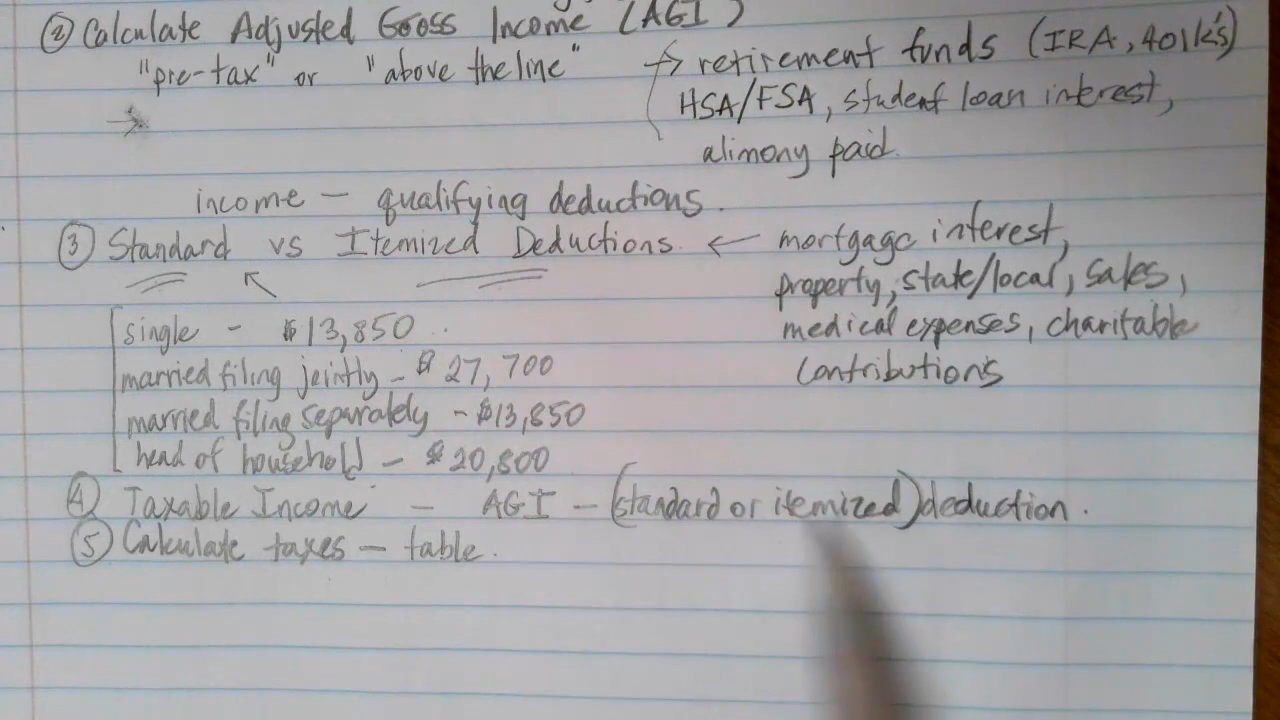 ② Calculate Adjusted Gross Income (AGI)
"pre-tax" or "above the line"
→ retirement funds (IRA, 401k's)
HSA/FSA, student loan interest,
alimony paid.
→
income — qualifying deductions.
③ Standard vs Itemized Deductions ← mortgage interest,
property, state/local, sales,
medical expenses, charitable
contributions
single - $13,850
married filing jointly - $27,700
married filing separately - $13,850
head of household - $20,800
④ Taxable Income - AGI - (standard or itemized) deduction.
⑤ Calculate taxes - table.